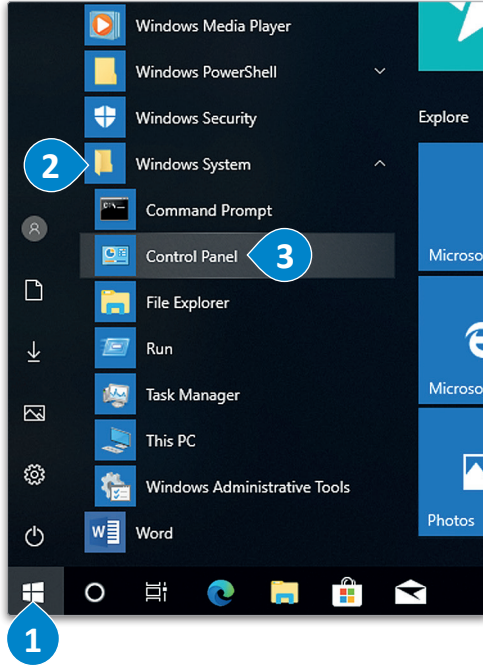 Windows Media Player
Windows PowerShell
Windows Security
Explore
2
Windows System
Command Prompt
Control Panel
3
Microso
File Explorer
Run
Task Manager
Microso
This PC
Windows Administrative Tools
Photos
W
Word
1